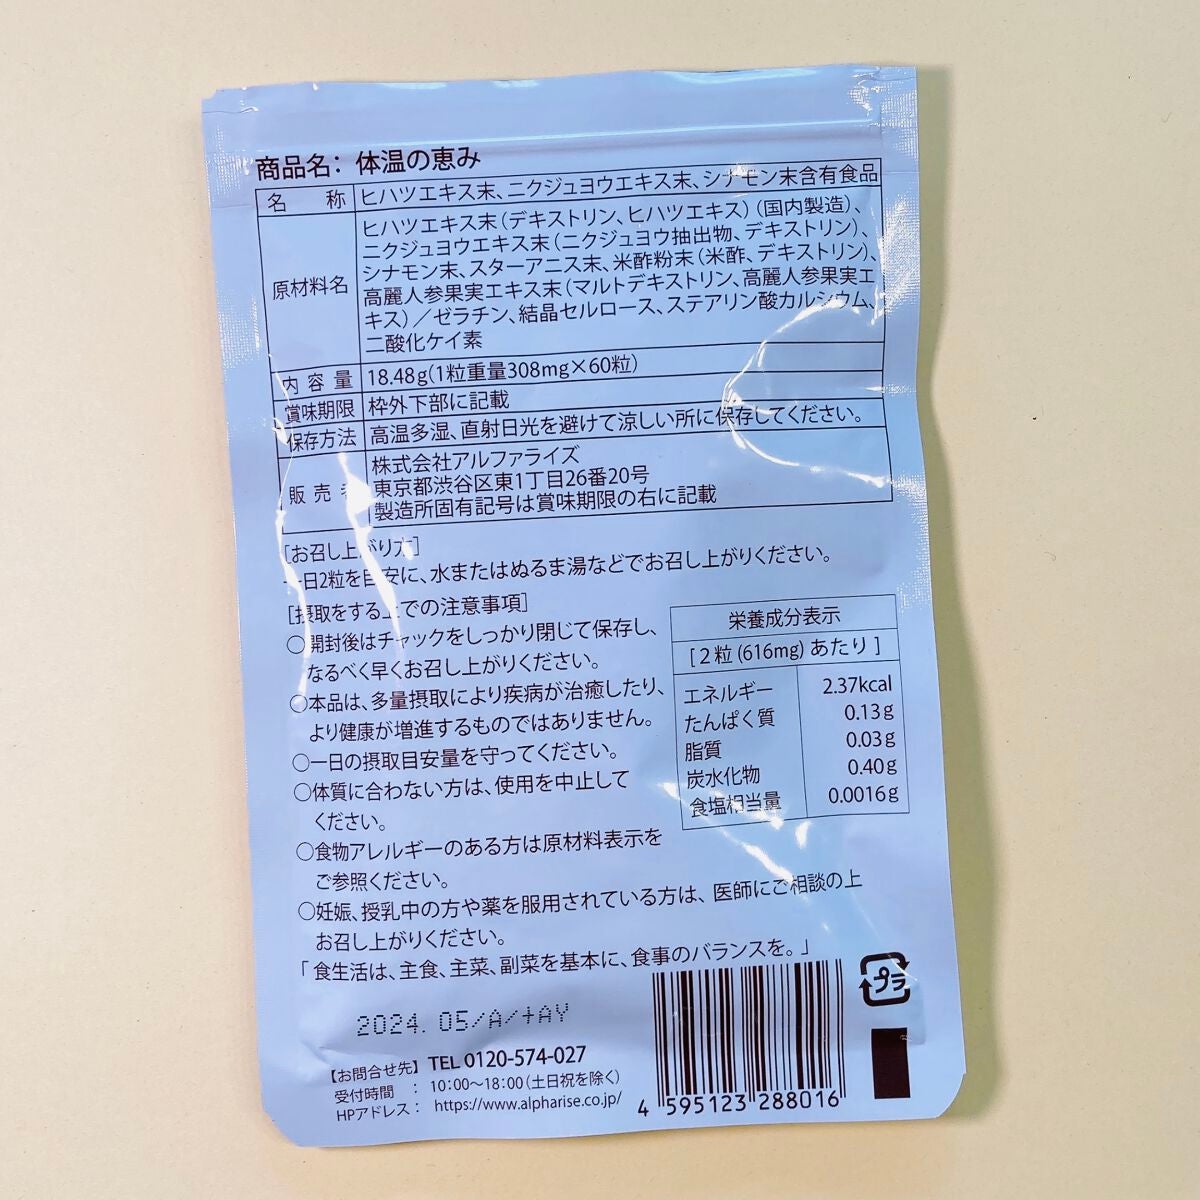 商品名：体温の恵み
名　称 ヒハツエキス末、ニクジュヨウエキス末、シナモン末含有食品
原材料名
ヒハツエキス末（デキストリン、ヒハツエキス）（国内製造）、
ニクジュヨウエキス末（ニクジュヨウ抽出物、デキストリン）、
シナモン末、スターアニス末、米酢粉末（米酢、デキストリン）、
高麗人参果実エキス末（マルトデキストリン、高麗人参果実エ
キス）／ゼラチン、結晶セルロース、ステアリン酸カルシウム、
二酸化ケイ素
内容量 18.48g（1粒重量308mg×60粒）
賞味期限 枠外下部に記載
保存方法 高温多湿、直射日光を避けて涼しい所に保存してください。
販売者
株式会社アルファライズ
東京都渋谷区東1丁目26番20号
製造所固有記号は賞味期限の右に記載
［お召し上がり方］
一日2粒を目安に、水またはぬるま湯などでお召し上がりください。
［摂取をする上での注意事項］
○開封後はチャックをしっかり閉じて保存し、
なるべく早くお召し上がりください。
○本品は、多量摂取により疾病が治癒したり、
より健康が増進するものではありません。
○一日の摂取目安量を守ってください。
○体質に合わない方は、使用を中止して
ください。
○食物アレルギーのある方は原材料表示を
ご参照ください。
○妊娠、授乳中の方や薬を服用されている方は、医師にご相談の上
お召し上がりください。
「食生活は、主食、主菜、副菜を基本に、食事のバランスを。」
栄養成分表示
［2粒（616mg）あたり］
エネルギー 2.37kcal
たんぱく質 0.13g
脂質 0.03g
炭水化物 0.40g
食塩相当量 0.0016g
プラ
2024.05/A/+AY
【お問合せ先】TEL 0120-574-027
受付時間　：10：00〜18：00（土日祝を除く）
HPアドレス：https://www.alpharise.co.jp/
4 595123 288016